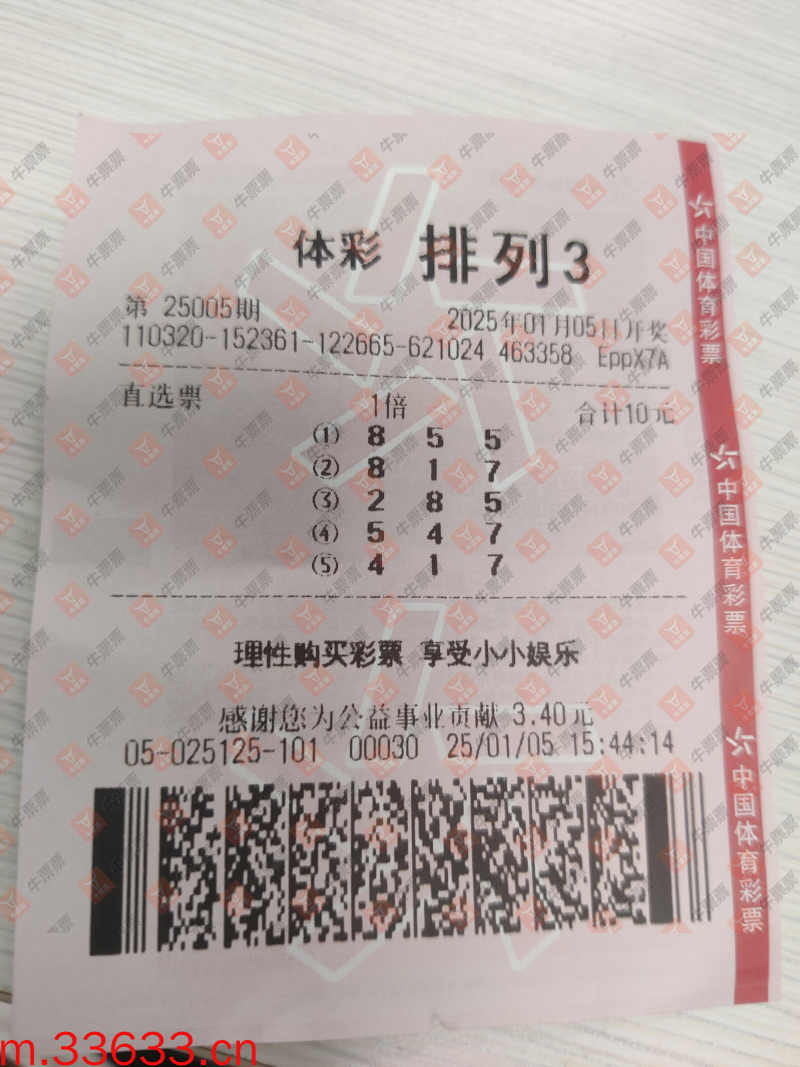 体彩 排列3
第 25005期 2025年01月05日开奖
110320-152361-122665-621024 463358 EppX7A
直选票 1倍 合计10元
① 8 5 5
② 8 1 7
③ 2 8 5
④ 5 4 7
⑤ 4 1 7
理性购买彩票 享受小小娱乐
感谢您为公益事业贡献 3.40元
05-025125-101 00030 25/01/05 15:44:14
中国体育彩票
中国体育彩票
中国体育彩票
牛票票
m.33633.cn